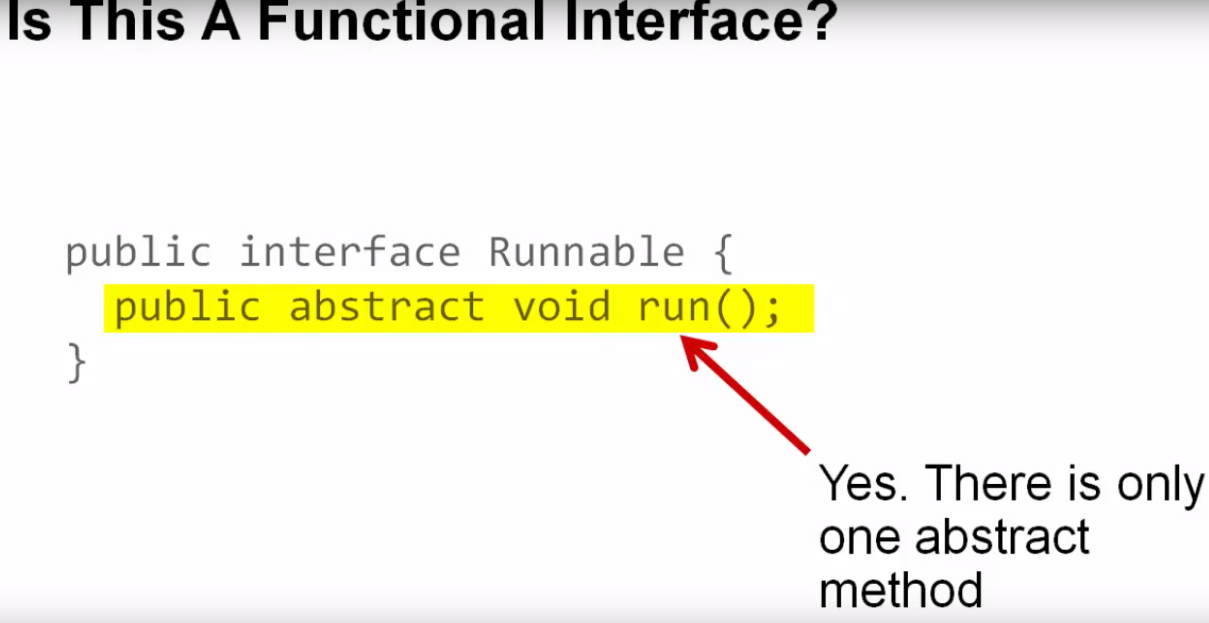 Is This A Functional Interface?
public interface Runnable {
public abstract void run();
}
Yes. There is only
one abstract
method